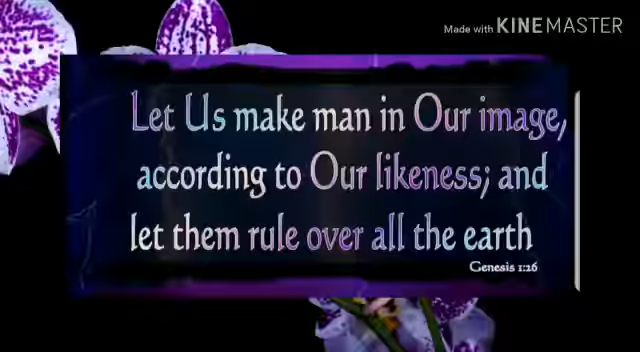 Made with KINEMASTER
Let Us make man in Our image,
according to Our likeness; and
let them rule over all the earth
Genesis 1:26